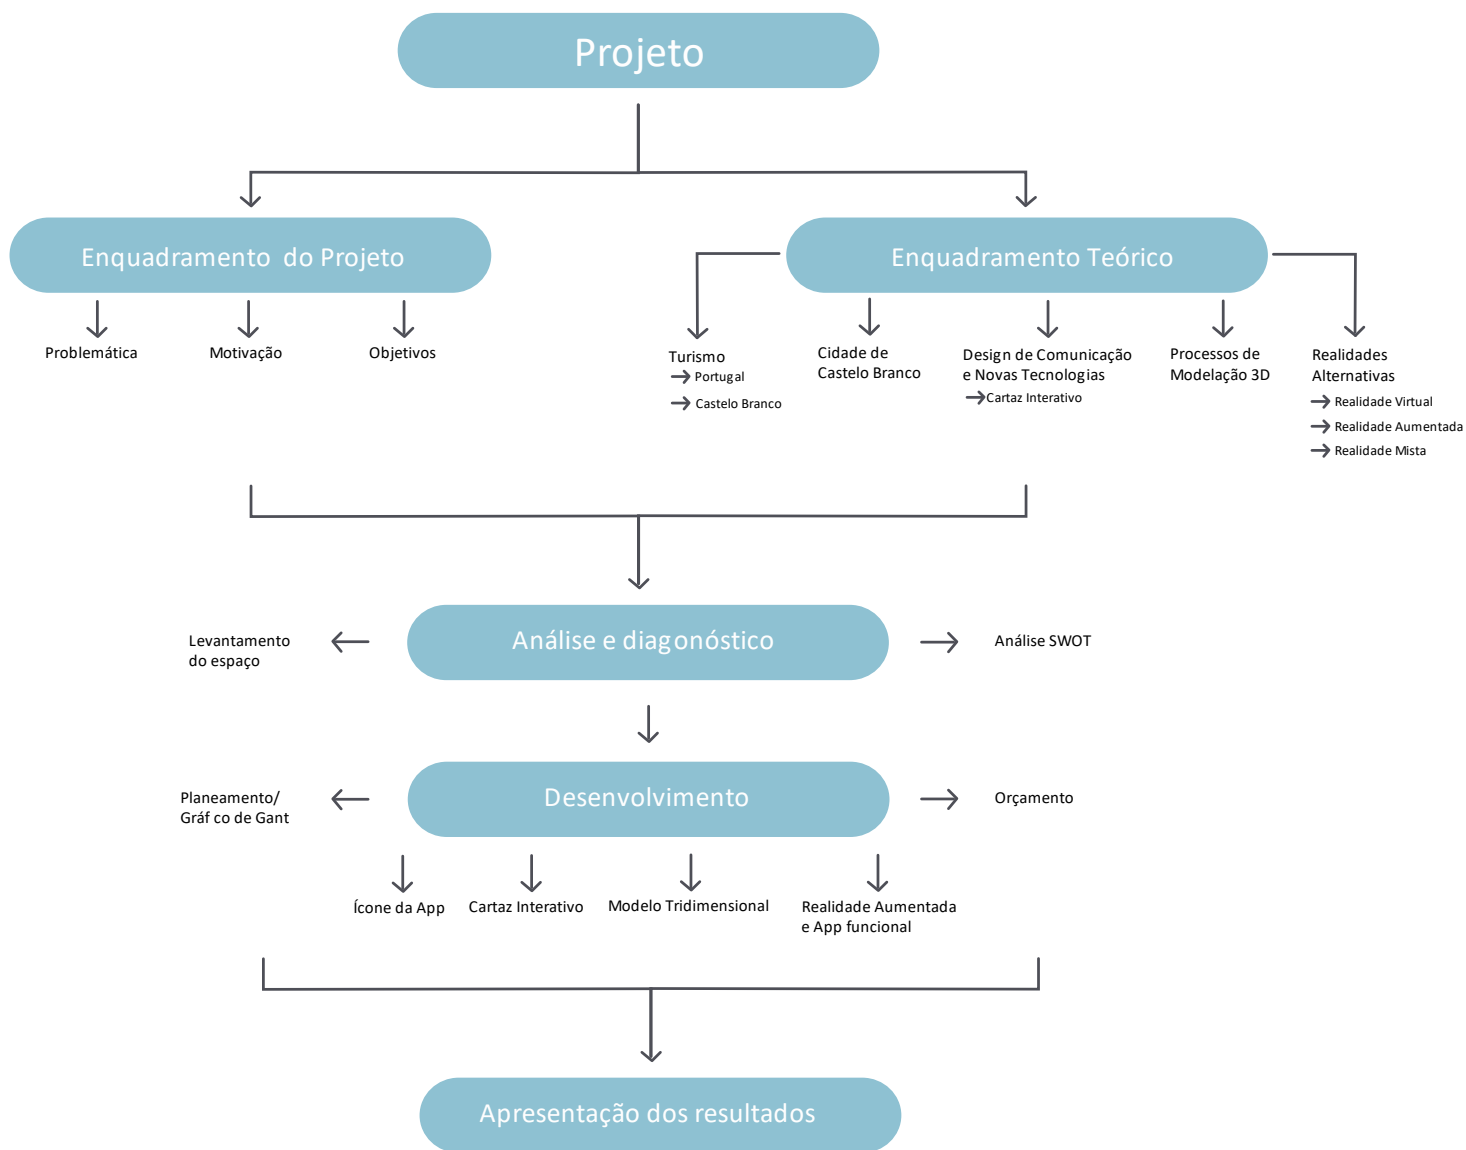 Projeto
Enquadramento do Projeto
Problemática
Motivação
Objetivos
Enquadramento Teórico
Turismo
Portugal
Castelo Branco
Cidade de
Castelo Branco
Design de Comunicação
e Novas Tecnologias
Cartaz Interativo
Processos de
Modelação 3D
Realidades
Alternativas
Realidade Virtual
Realidade Aumentada
Realidade Mista
Análise e diagonóstico
Levantamento
do espaço
Análise SWOT
Desenvolvimento
Planeamento/
Gráf co de Gant
Orçamento
Ícone da App
Cartaz Interativo
Modelo Tridimensional
Realidade Aumentada
e App funcional
Apresentação dos resultados